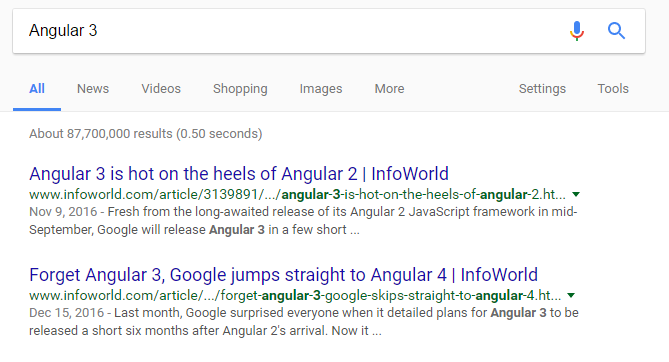 Angular 3
All News Videos Shopping Images More Settings Tools
About 87,700,000 results (0.50 seconds)
Angular 3 is hot on the heels of Angular 2 | InfoWorld
www.infoworld.com/article/3139891/.../angular-3-is-hot-on-the-heels-of-angular-2.ht...
Nov 9, 2016 - Fresh from the long-awaited release of its Angular 2 JavaScript framework in mid-
September, Google will release Angular 3 in a few short ...
Forget Angular 3, Google jumps straight to Angular 4 | InfoWorld
www.infoworld.com/article/.../forget-angular-3-google-skips-straight-to-angular-4.ht...
Dec 15, 2016 - Last month, Google surprised everyone when it detailed plans for Angular 3 to be
released a short six months after Angular 2's arrival. Now it ...